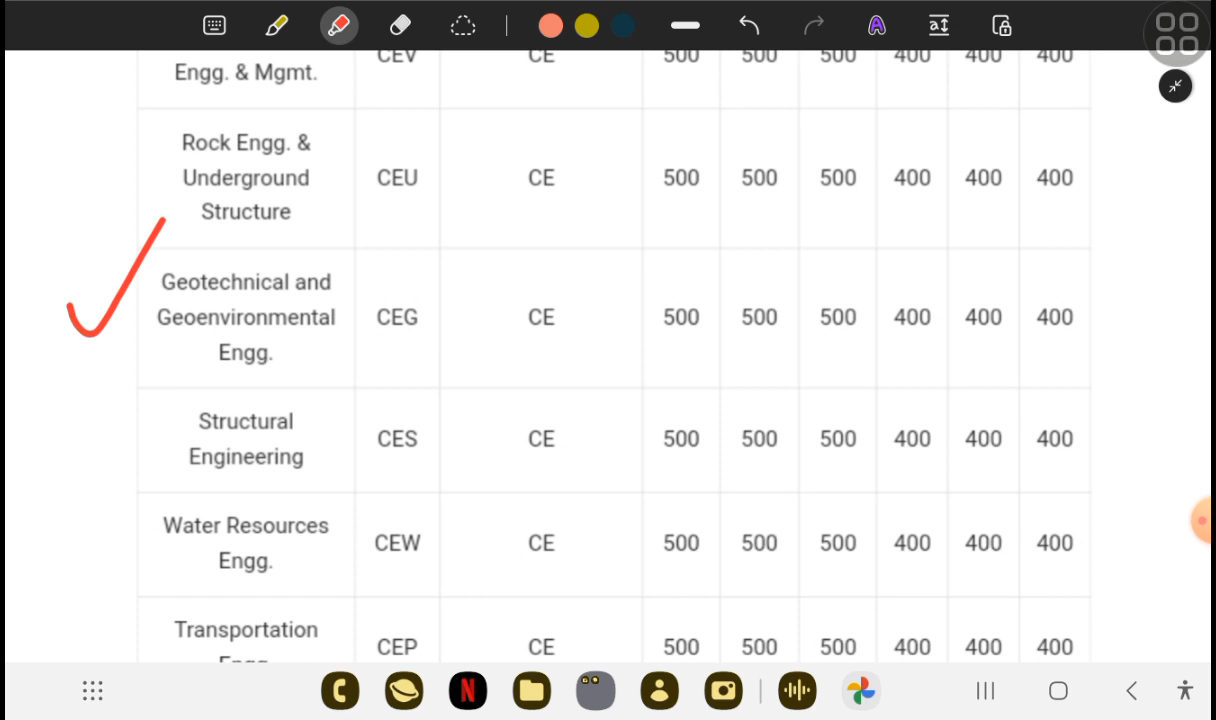 Engg. & Mgmt. CEV CE 500 500 500 400 400 400
Rock Engg. &
Underground CEU CE 500 500 500 400 400 400
Structure
Geotechnical and
Geoenvironmental CEG CE 500 500 500 400 400 400
Engg.
Structural
Engineering CES CE 500 500 500 400 400 400
Water Resources
Engg. CEW CE 500 500 500 400 400 400
Transportation
Engg. CEP CE 500 500 500 400 400 400